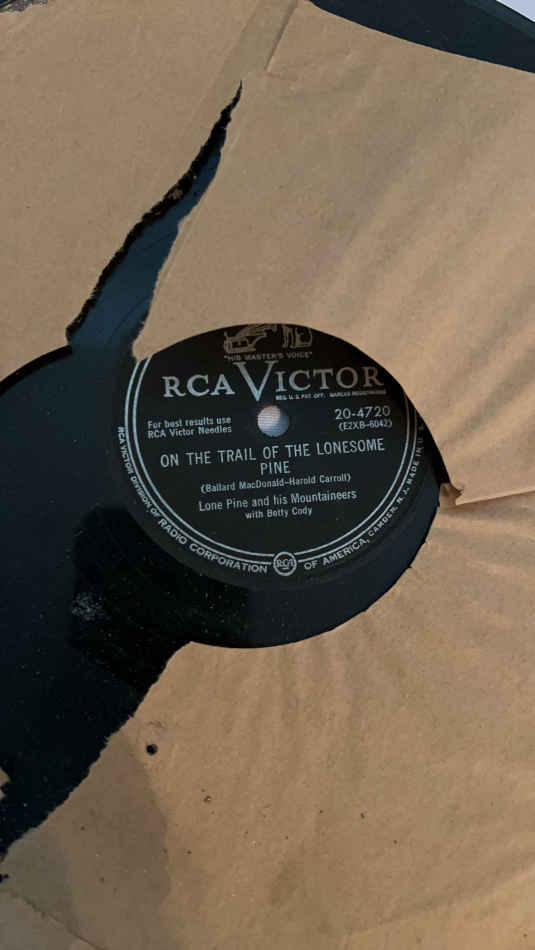 "HIS MASTER'S VOICE"
RCA VICTOR
REG. U. S. PAT. OFF. MARCAS REGISTRADAS
For best results use
RCA Victor Needles
20-4720
(E2XB-6042)
ON THE TRAIL OF THE LONESOME
PINE
(Ballard MacDonald-Harold Carroll)
Lone Pine and his Mountaineers
with Betty Cody
RCA VICTOR DIVISION OF RADIO CORPORATION OF AMERICA, CAMDEN, N. J. MADE IN U.
RCA